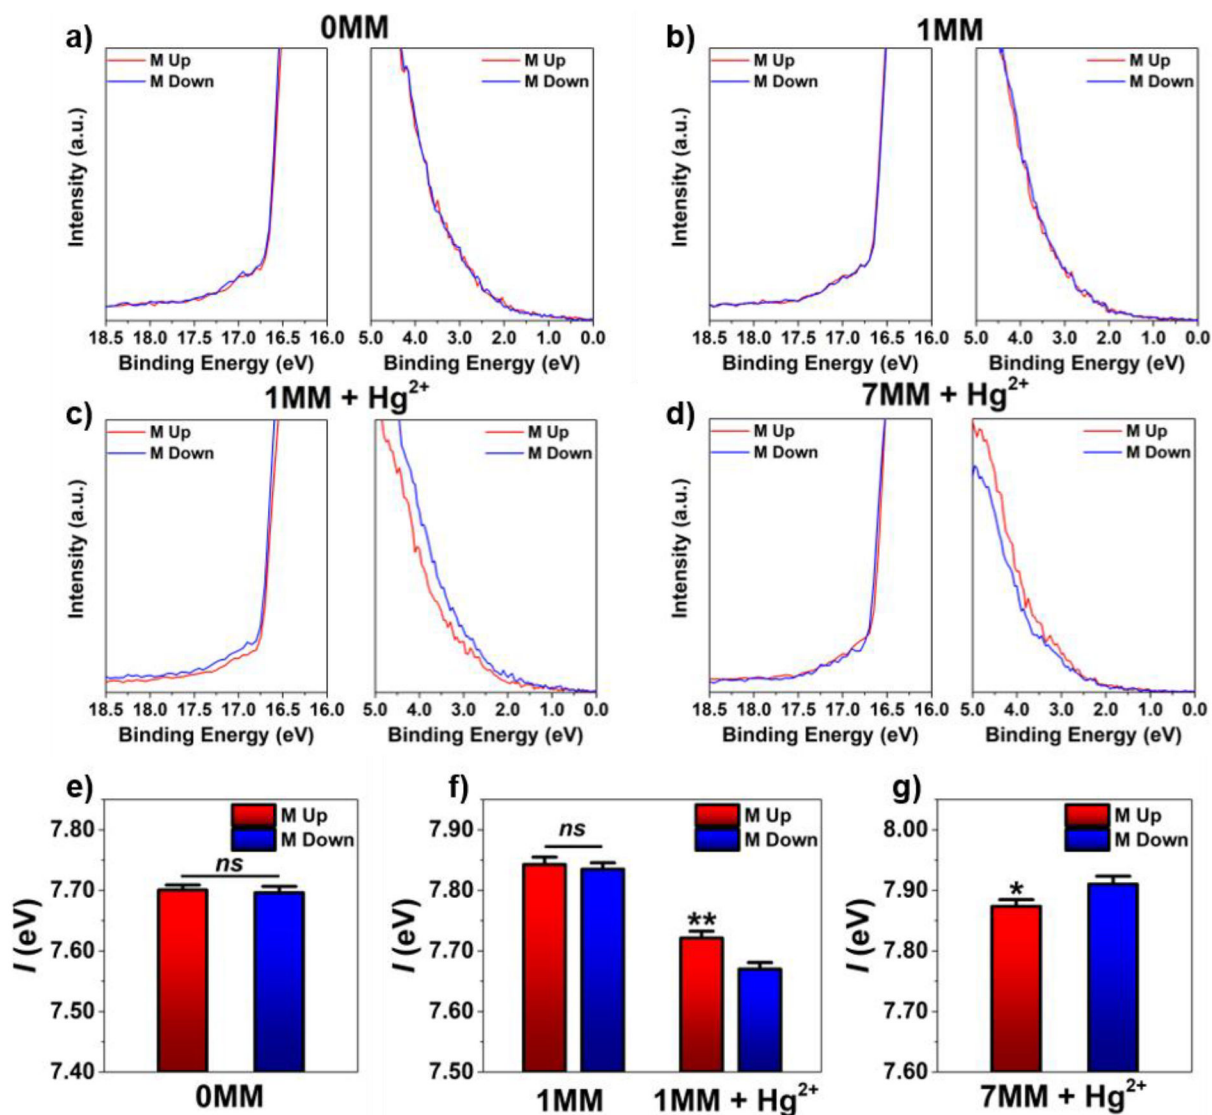 a)
0MM
M Up
M Down
M Up
M Down
Intensity (a.u.)
18.5 18.0 17.5 17.0 16.5 16.0
5.0 4.0 3.0 2.0 1.0 0.0
Binding Energy (eV)
Binding Energy (eV)
b)
1MM
M Up
M Down
M Up
M Down
Intensity (a.u.)
18.5 18.0 17.5 17.0 16.5 16.0
5.0 4.0 3.0 2.0 1.0 0.0
Binding Energy (eV)
Binding Energy (eV)
c)
1MM + Hg²⁺
M Up
M Down
M Up
M Down
Intensity (a.u.)
18.5 18.0 17.5 17.0 16.5 16.0
5.0 4.0 3.0 2.0 1.0 0.0
Binding Energy (eV)
Binding Energy (eV)
d)
7MM + Hg²⁺
M Up
M Down
M Up
M Down
Intensity (a.u.)
18.5 18.0 17.5 17.0 16.5 16.0
5.0 4.0 3.0 2.0 1.0 0.0
Binding Energy (eV)
Binding Energy (eV)
e)
M Up
M Down
ns
I (eV)
7.80
7.70
7.60
7.50
7.40
0MM
f)
M Up
M Down
ns
**
I (eV)
7.90
7.80
7.70
7.60
7.50
1MM
1MM + Hg²⁺
g)
M Up
M Down
*
I (eV)
8.00
7.90
7.80
7.70
7.60
7MM + Hg²⁺